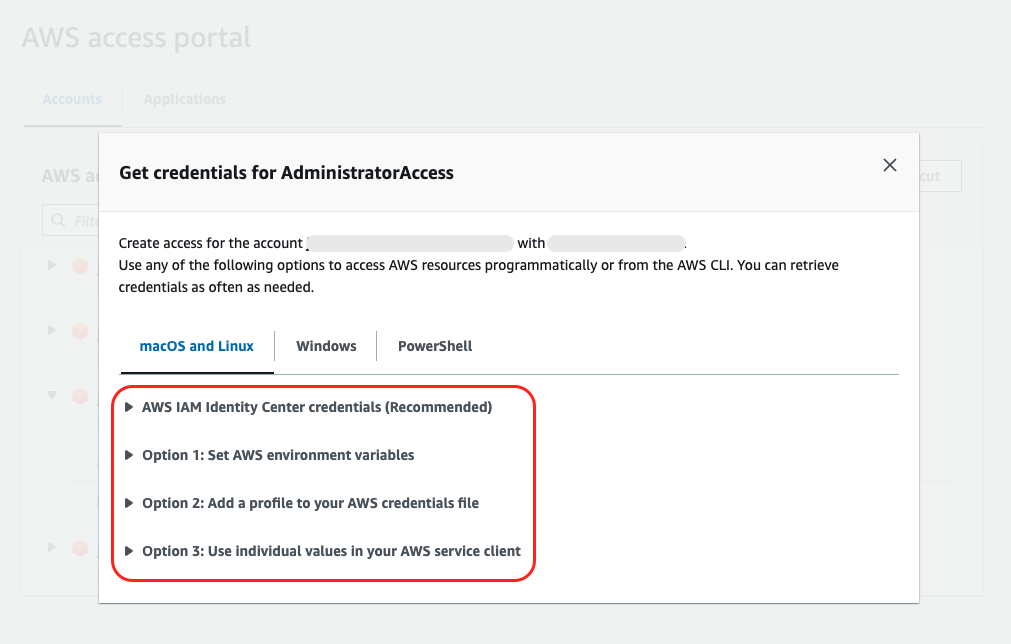 AWS access portal
Accounts
Applications
AWS
cut
Get credentials for AdministratorAccess
Create access for the account with .
Use any of the following options to access AWS resources programmatically or from the AWS CLI. You can retrieve
credentials as often as needed.
macOS and Linux
Windows
PowerShell
AWS IAM Identity Center credentials (Recommended)
Option 1: Set AWS environment variables
Option 2: Add a profile to your AWS credentials file
Option 3: Use individual values in your AWS service client